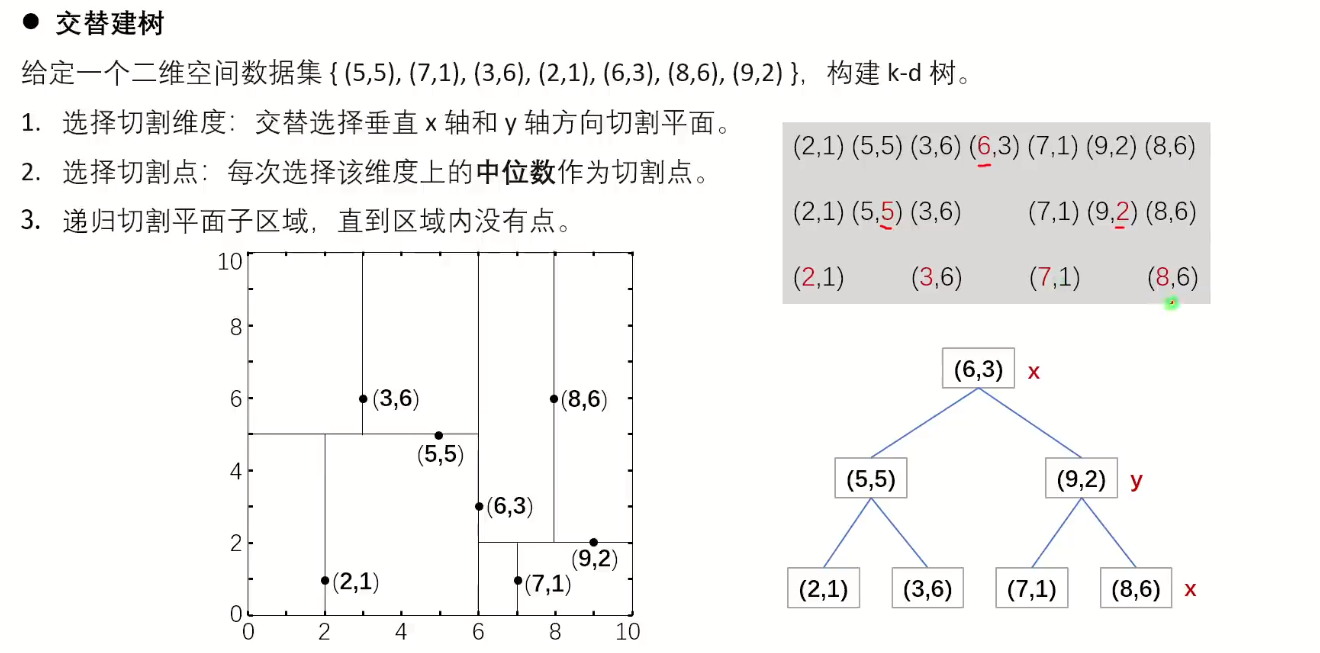 ● 交替建树
给定一个二维空间数据集 { (5,5), (7,1), (3,6), (2,1), (6,3), (8,6), (9,2) }，构建 k-d 树。
1. 选择切割维度：交替选择垂直 x 轴和 y 轴方向切割平面。
2. 选择切割点：每次选择该维度上的中位数作为切割点。
3. 递归切割平面子区域，直到区域内没有点。
(2,1) (5,5) (3,6) (6,3) (7,1) (9,2) (8,6)
(2,1) (5,5) (3,6) (7,1) (9,2) (8,6)
(2,1) (3,6) (7,1) (8,6)
10
8
6
4
2
0
0 2 4 6 8 10
(3,6)
(8,6)
(5,5)
(6,3)
(9,2)
(2,1)
(7,1)
(6,3) x
(5,5) (9,2) y
(2,1) (3,6) (7,1) (8,6) x